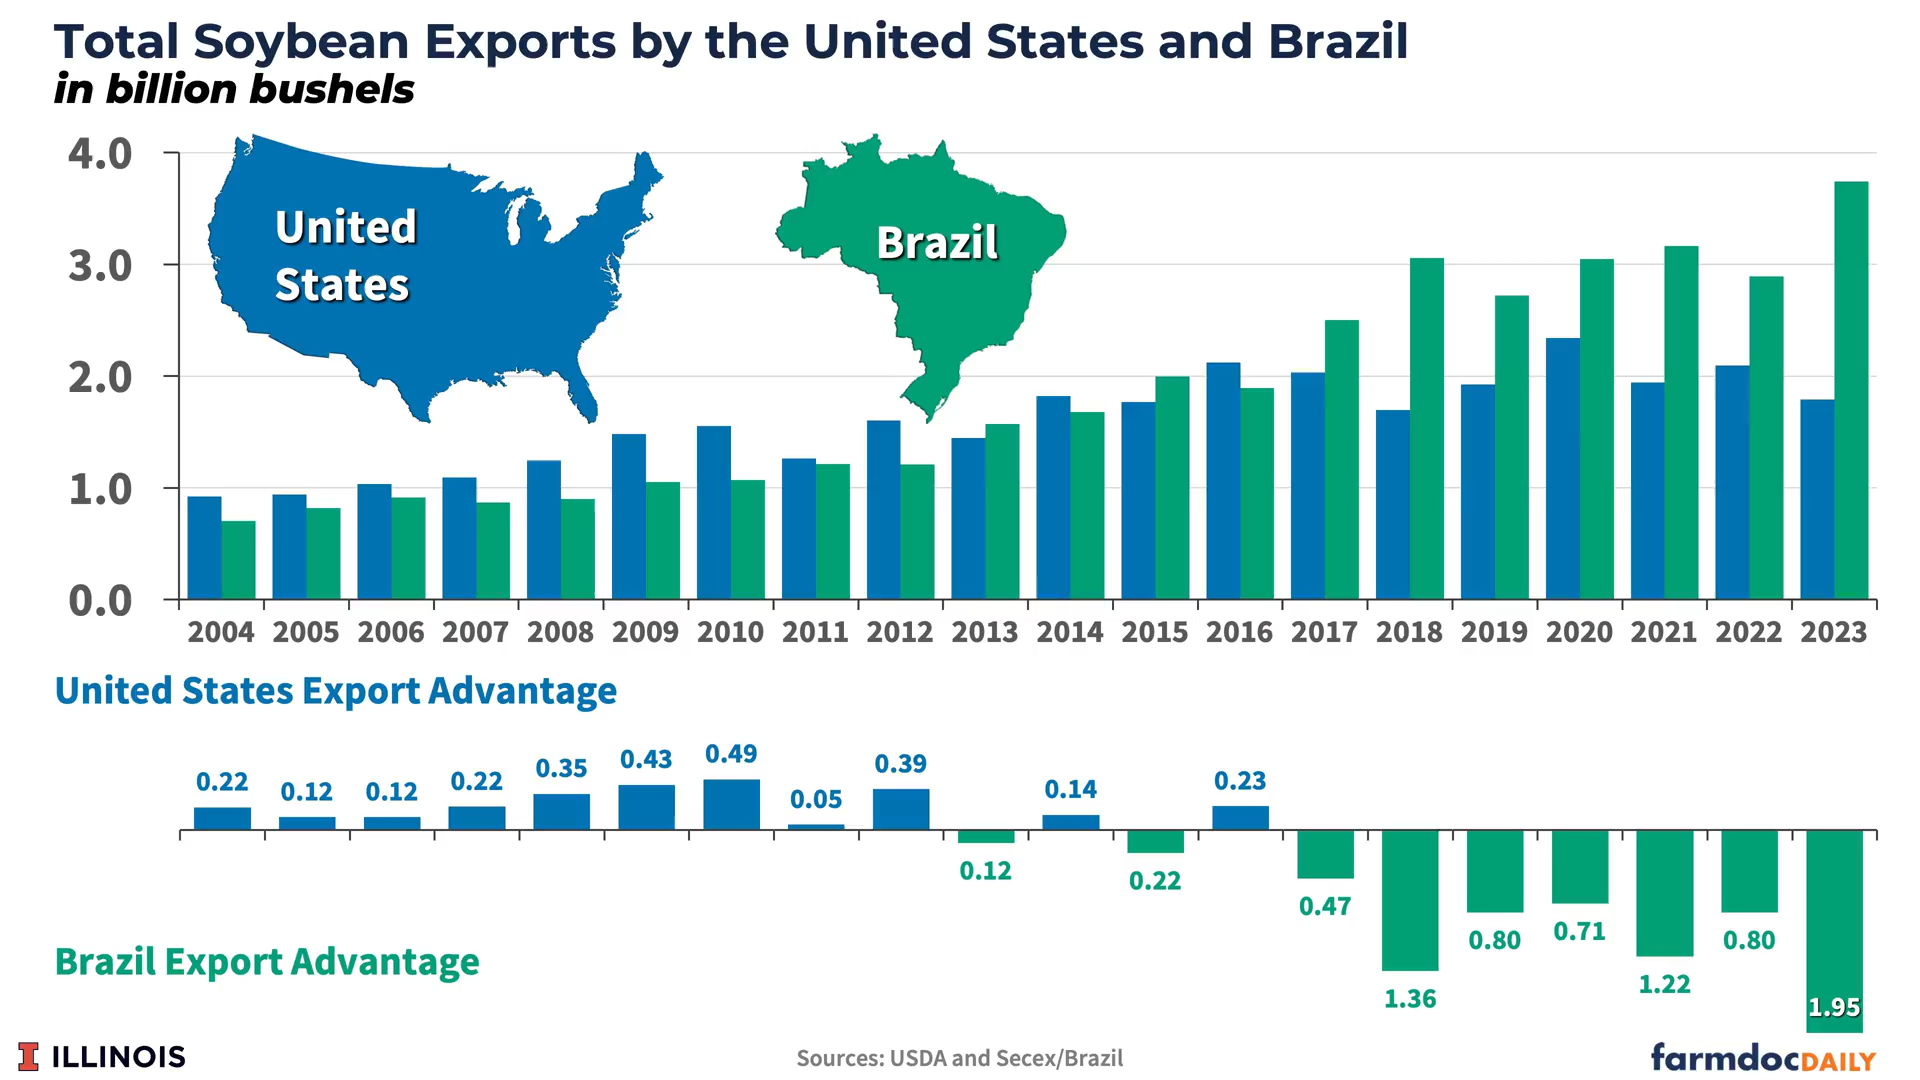 Total Soybean Exports by the United States and Brazil
in billion bushels
4.0
3.0
2.0
1.0
0.0
United
States
Brazil
2004 2005 2006 2007 2008 2009 2010 2011 2012 2013 2014 2015 2016 2017 2018 2019 2020 2021 2022 2023
United States Export Advantage
0.22 0.12 0.12 0.22 0.35 0.43 0.49 0.05 0.39 0.12 0.14 0.22 0.23 0.47 1.36 0.80 0.71 1.22 0.80 1.95
Brazil Export Advantage
I ILLINOIS
Sources: USDA and Secex/Brazil
farmdocDAILY